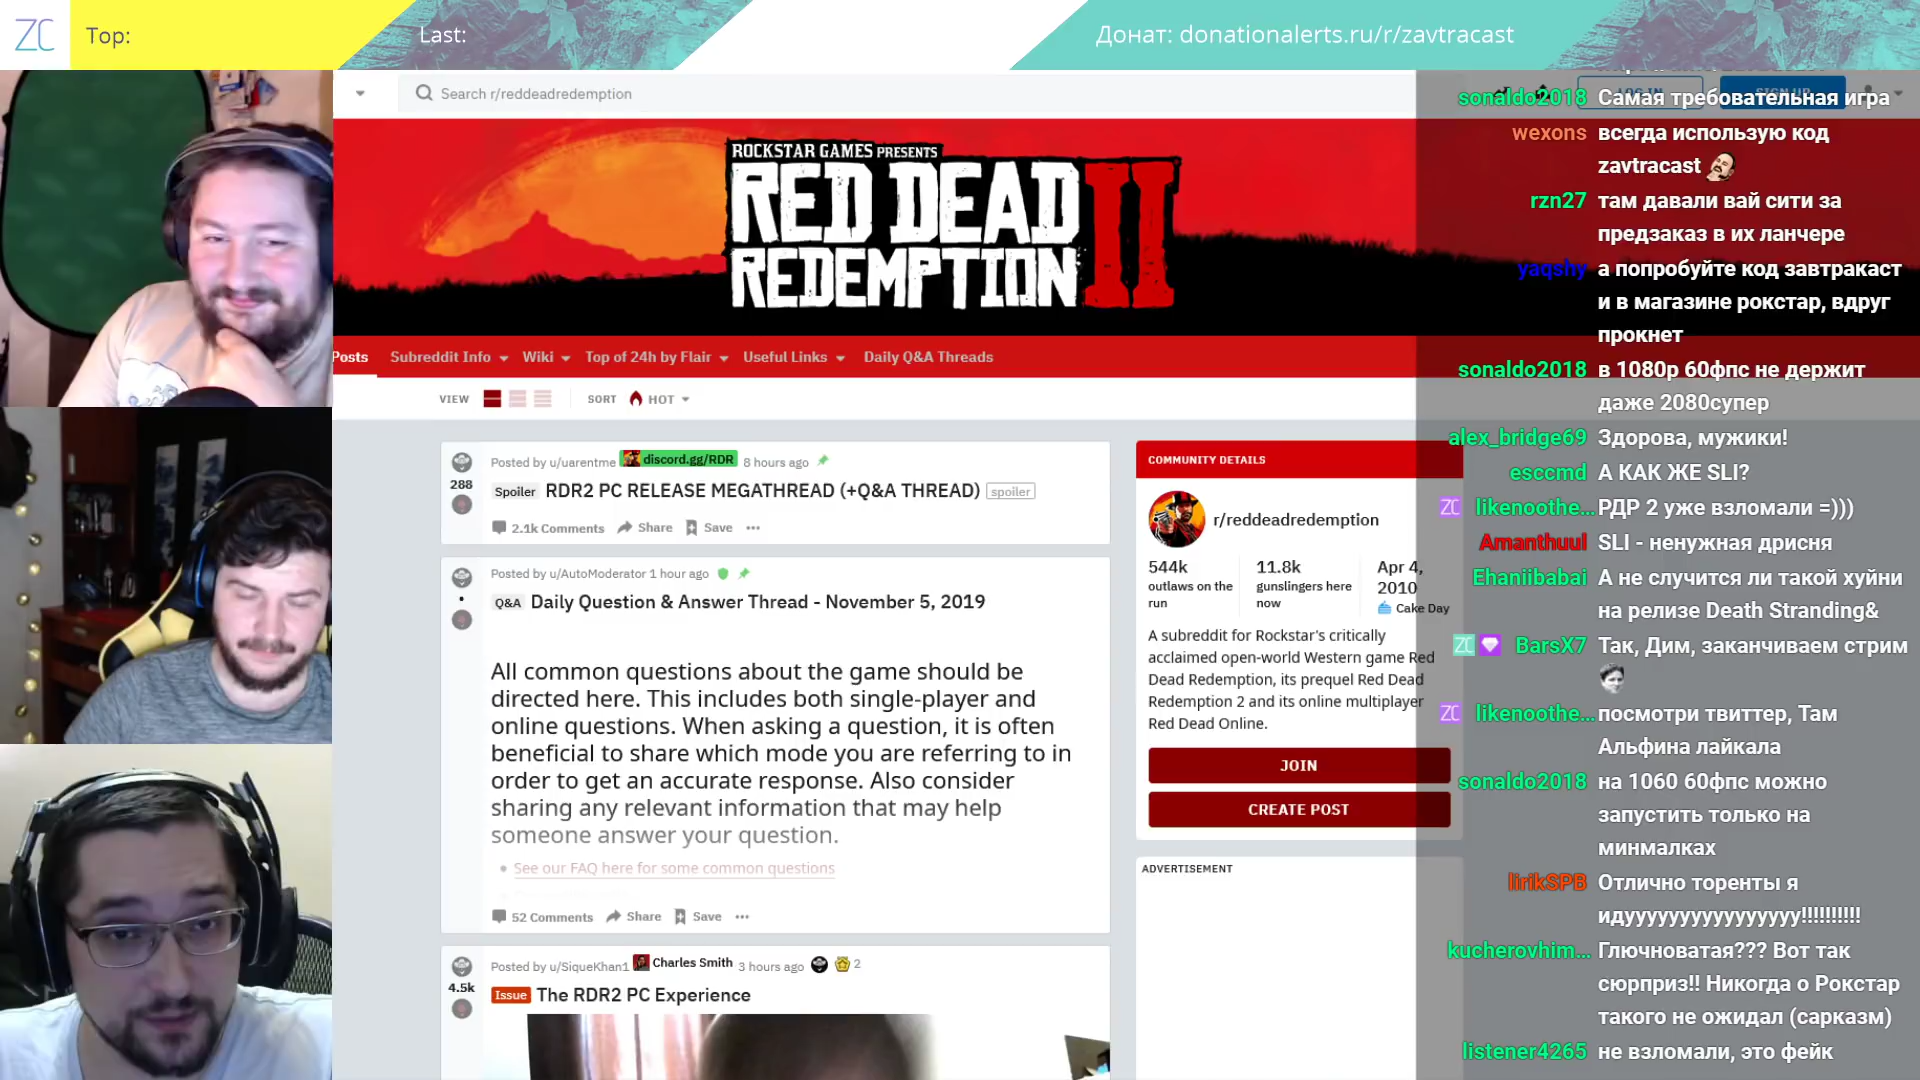 ZC Top: Last: Донат: donationalerts.ru/r/zavtracast
Search r/reddeadredemption
LOG IN SIGN UP
ROCKSTAR GAMES PRESENTS
RED DEAD
REDEMPTION II
Posts Subreddit Info Wiki Top of 24h by Flair Useful Links Daily Q&A Threads
VIEW SORT HOT
Posted by u/uarentme discord.gg/RDR 8 hours ago
288
Spoiler RDR2 PC RELEASE MEGATHREAD (+Q&A THREAD) spoiler
2.1k Comments Share Save
Posted by u/AutoModerator 1 hour ago
•
Q&A Daily Question & Answer Thread - November 5, 2019
All common questions about the game should be
directed here. This includes both single-player and
online questions. When asking a question, it is often
beneficial to share which mode you are referring to in
order to get an accurate response. Also consider
sharing any relevant information that may help
someone answer your question.
• See our FAQ here for some common questions
52 Comments Share Save
Posted by u/SiqueKhan1 Charles Smith 3 hours ago 2
4.5k
Issue The RDR2 PC Experience
COMMUNITY DETAILS
r/reddeadredemption
544k
outlaws on the
run
11.8k
gunslingers here
now
Apr 4,
2010
Cake Day
A subreddit for Rockstar's critically
acclaimed open-world Western game Red
Dead Redemption, its prequel Red Dead
Redemption 2 and its online multiplayer
Red Dead Online.
JOIN
CREATE POST
ADVERTISEMENT
sonaldo2018 Самая требовательная игра
wexons всегда использую код
zavtracast
rzn27 там давали вай сити за
предзаказ в их ланчере
yaqshy а попробуйте код завтракаст
и в магазине рокстар, вдруг
прокнет
sonaldo2018 в 1080р 60фпс не держит
даже 2080супер
alex_bridge69 Здорова, мужики!
esccmd А КАК ЖЕ SLI?
ZC likenoothe... РДР 2 уже взломали =)))
Amanthuul SLI - ненужная дрисня
Ehaniibabai А не случится ли такой хуйни
на релизе Death Stranding&
ZC BarsX7 Так, Дим, заканчиваем стрим
ZC likenoothe... посмотри твиттер, Там
Альфина лайкала
sonaldo2018 на 1060 60фпс можно
запустить только на
минмалках
lirikSPB Отлично торенты я
идуууууууууууууууу!!!!!!!!!!
kucherovhim... Глючноватая??? Вот так
сюрприз!! Никогда о Рокстар
такого не ожидал (сарказм)
listener4265 не взломали, это фейк